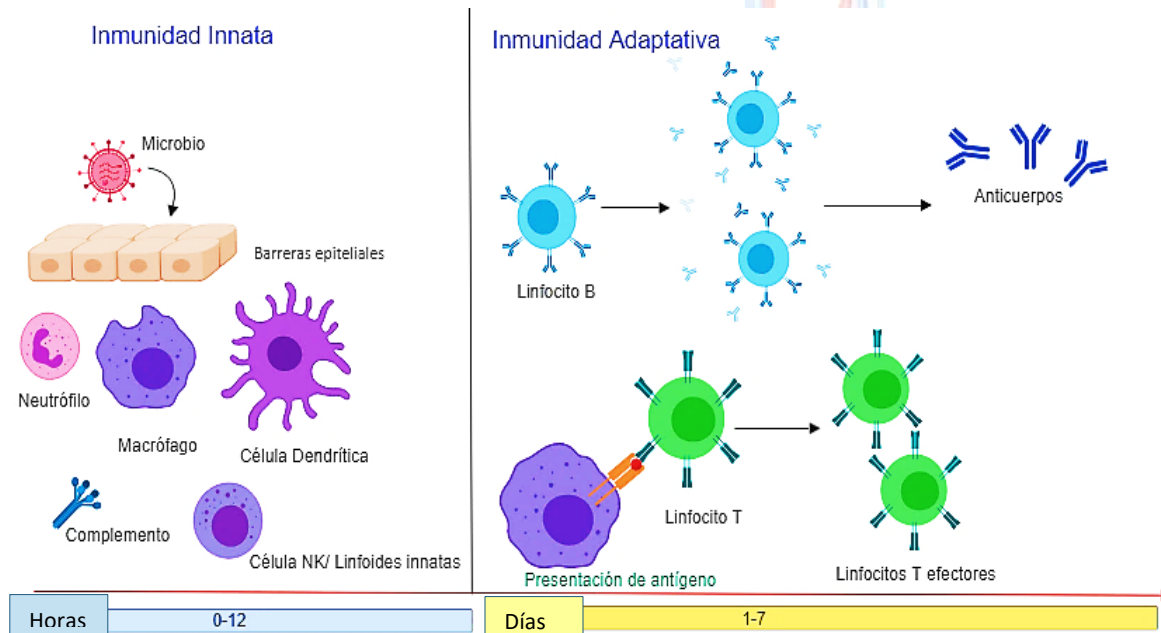 Inmunidad Innata
Microbio
Barreras epiteliales
Neutrófilo
Macrófago
Célula Dendrítica
Complemento
Célula NK/ Linfoides innatas
Horas
0-12
Inmunidad Adaptativa
Linfocito B
Anticuerpos
Linfocito T
Presentación de antígeno
Linfocitos T efectores
Días
1-7